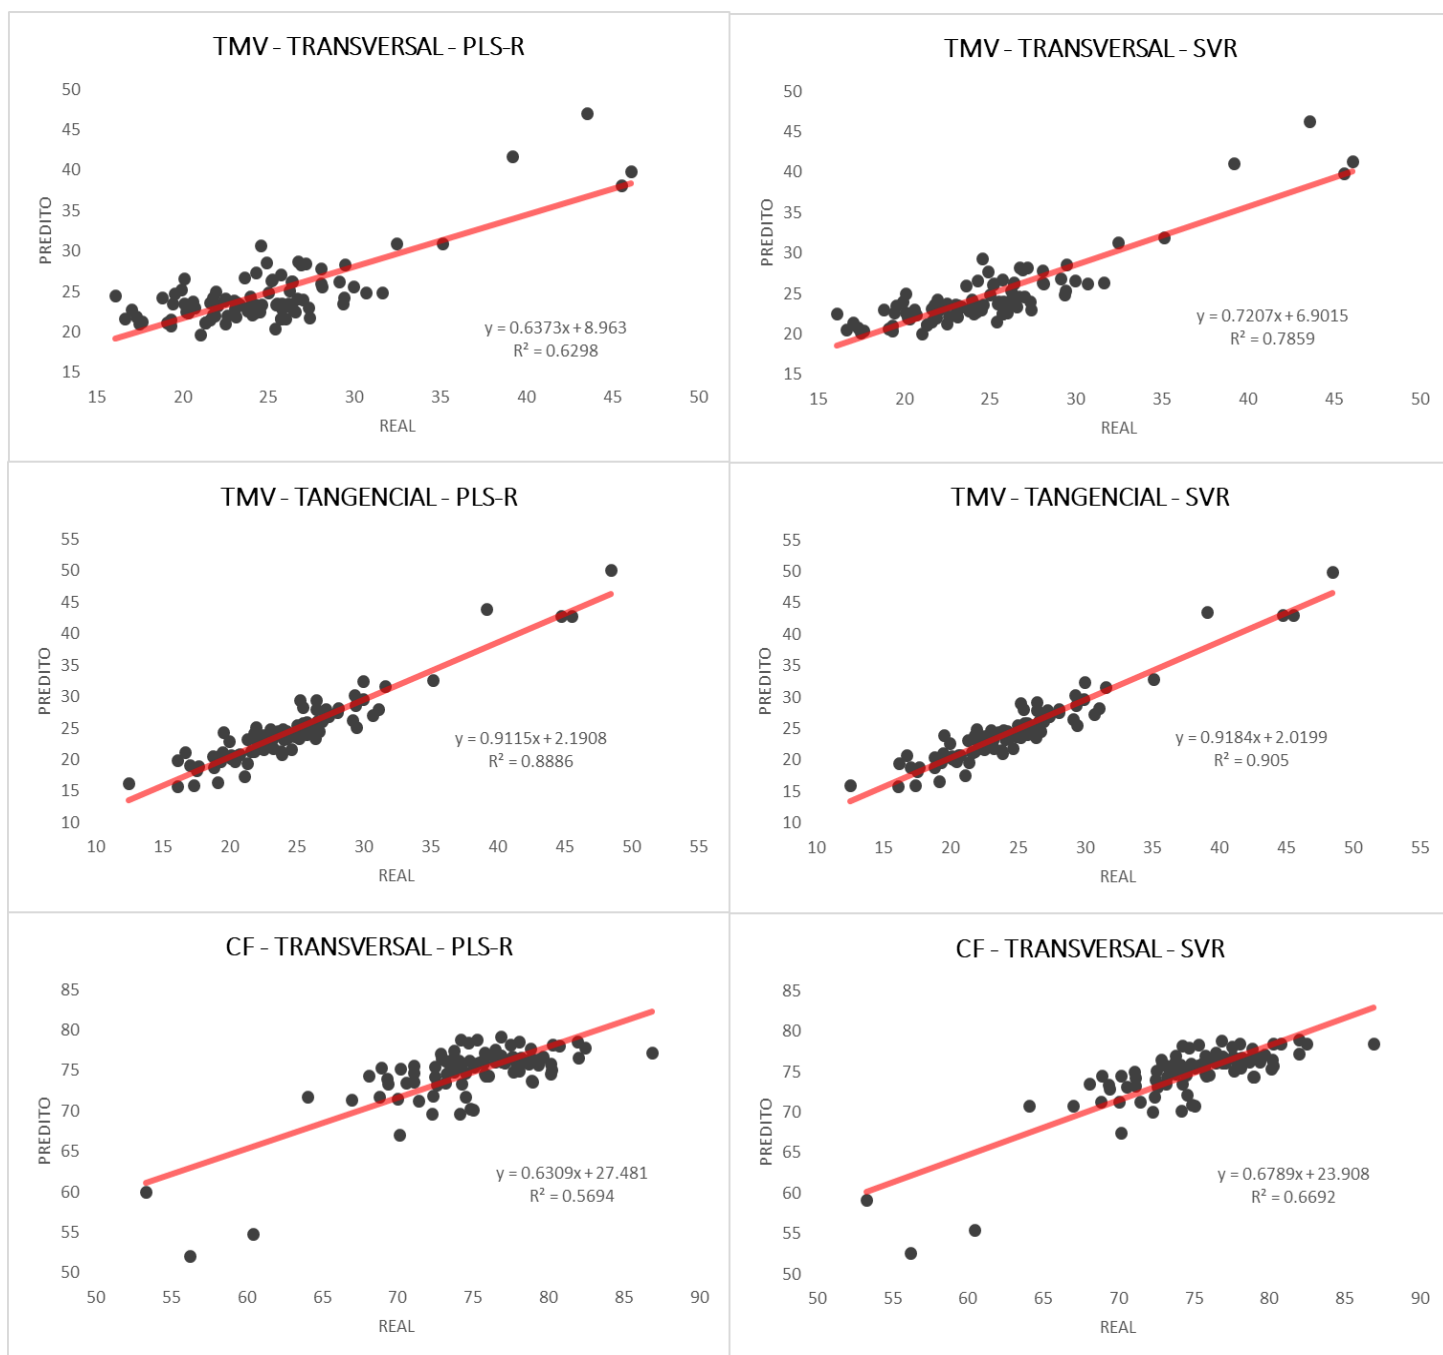 TMV - TRANSVERSAL - PLS-R
50
45
40
35
30
25
20
15
PREDITO
y = 0.6373x + 8.963
R² = 0.6298
15 20 25 30 35 40 45 50
REAL
TMV - TRANSVERSAL - SVR
50
45
40
35
30
25
20
15
PREDITO
y = 0.7207x + 6.9015
R² = 0.7859
15 20 25 30 35 40 45 50
REAL
TMV - TANGENCIAL - PLS-R
55
50
45
40
35
30
25
20
15
10
PREDITO
y = 0.9115x + 2.1908
R² = 0.8886
10 15 20 25 30 35 40 45 50 55
REAL
TMV - TANGENCIAL - SVR
55
50
45
40
35
30
25
20
15
10
PREDITO
y = 0.9184x + 2.0199
R² = 0.905
10 15 20 25 30 35 40 45 50 55
REAL
CF - TRANSVERSAL - PLS-R
85
80
75
70
65
60
55
50
PREDITO
y = 0.6309x + 27.481
R² = 0.5694
50 55 60 65 70 75 80 85 90
REAL
CF - TRANSVERSAL - SVR
85
80
75
70
65
60
55
50
PREDITO
y = 0.6789x + 23.908
R² = 0.6692
50 55 60 65 70 75 80 85 90
REAL